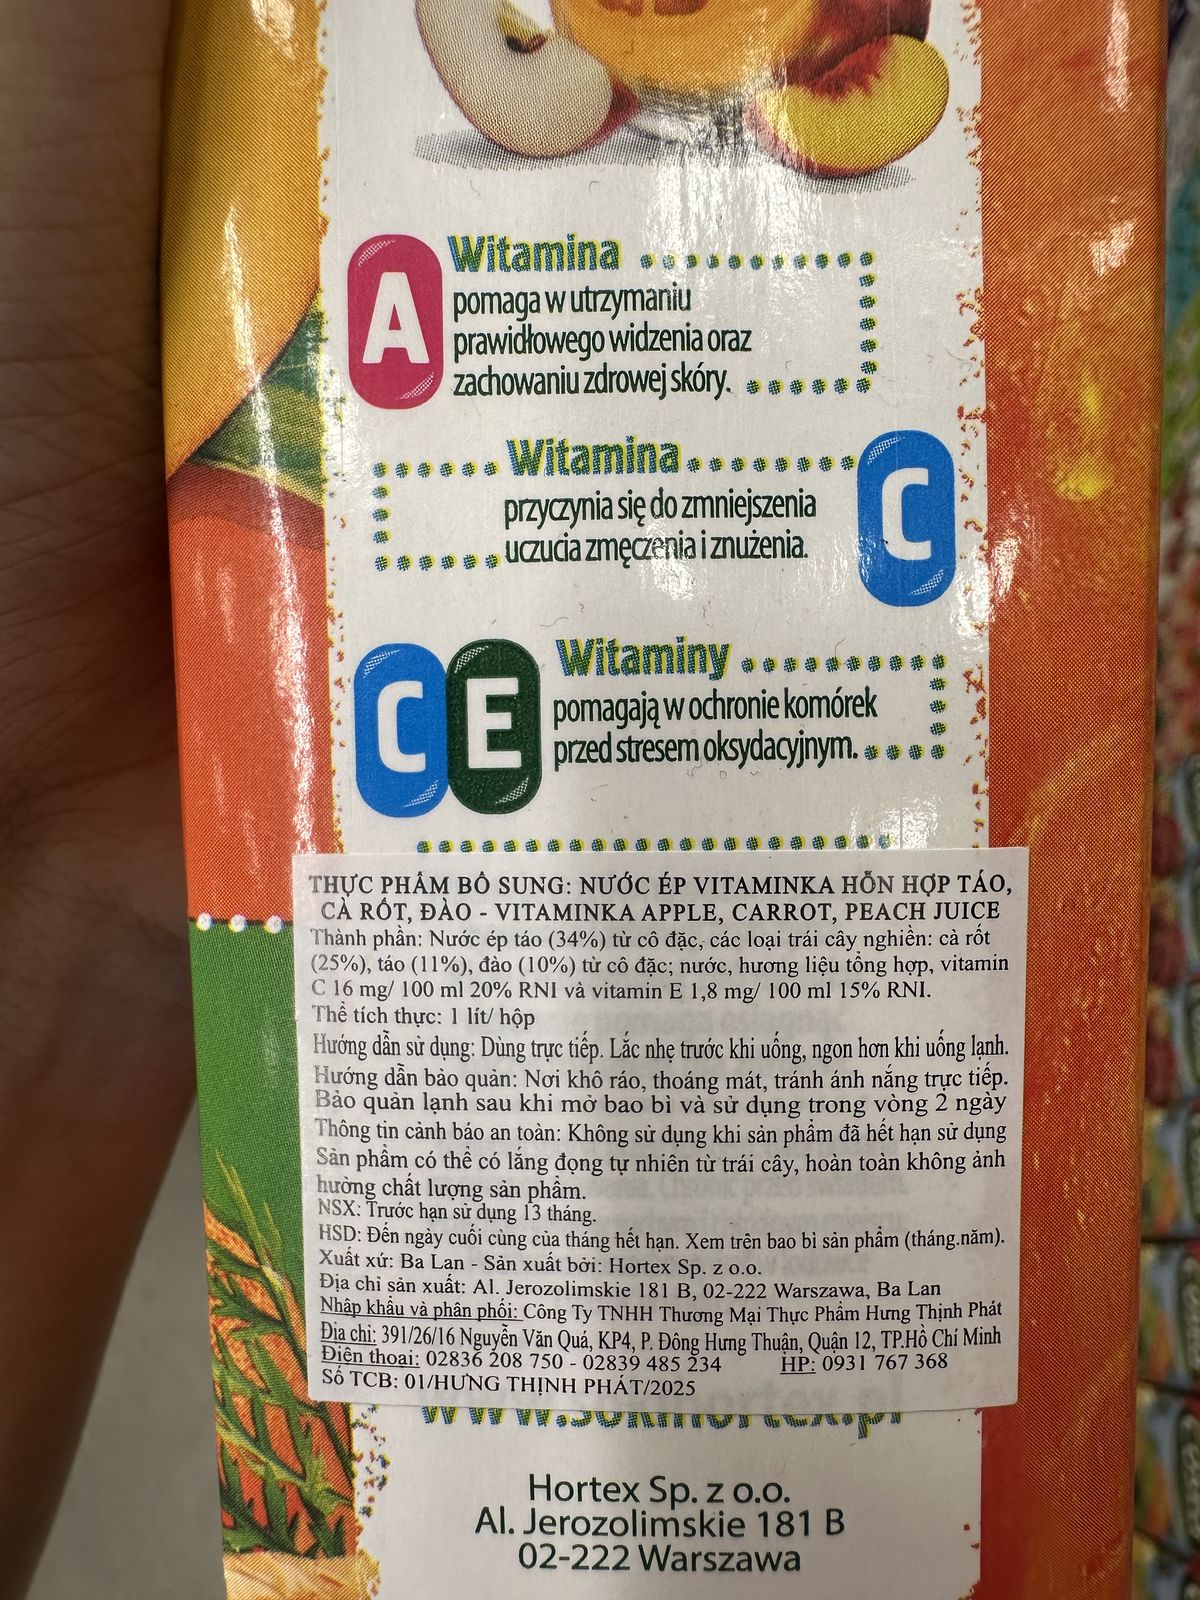 A
Witamina
pomaga w utrzymaniu
prawidłowego widzenia oraz
zachowaniu zdrowej skóry.
Witamina
C
przyczynia się do zmniejszenia
uczucia zmęczenia i znużenia.
C E
Witaminy
pomagają w ochronie komórek
przed stresem oksydacyjnym.
THỰC PHẨM BỔ SUNG: NƯỚC ÉP VITAMINKA HỖN HỢP TÁO,
CÀ RỐT, ĐÀO - VITAMINKA APPLE, CARROT, PEACH JUICE
Thành phần: Nước ép táo (34%) từ cô đặc, các loại trái cây nghiền: cà rốt
(25%), táo (11%), đào (10%) từ cô đặc; nước, hương liệu tổng hợp, vitamin
C 16 mg/ 100 ml 20% RNI và vitamin E 1,8 mg/ 100 ml 15% RNI.
Thể tích thực: 1 lít/ hộp
Hướng dẫn sử dụng: Dùng trực tiếp. Lắc nhẹ trước khi uống, ngon hơn khi uống lạnh.
Hướng dẫn bảo quản: Nơi khô ráo, thoáng mát, tránh ánh nắng trực tiếp.
Bảo quản lạnh sau khi mở bao bì và sử dụng trong vòng 2 ngày
Thông tin cảnh báo an toàn: Không sử dụng khi sản phẩm đã hết hạn sử dụng
Sản phẩm có thể có lắng đọng tự nhiên từ trái cây, hoàn toàn không ảnh
hưởng chất lượng sản phẩm.
NSX: Trước hạn sử dụng 13 tháng.
HSD: Đến ngày cuối cùng của tháng hết hạn. Xem trên bao bì sản phẩm (tháng.năm).
Xuất xứ: Ba Lan - Sản xuất bởi: Hortex Sp. z o.o.
Địa chỉ sản xuất: Al. Jerozolimskie 181 B, 02-222 Warszawa, Ba Lan
Nhập khẩu và phân phối: Công Ty TNHH Thương Mại Thực Phẩm Hưng Thịnh Phát
Địa chỉ: 391/26/16 Nguyễn Văn Quá, KP4, P. Đông Hưng Thuận, Quận 12, TP.Hồ Chí Minh
Điện thoại: 02836 208 750 - 02839 485 234 HP: 0931 767 368
Số TCB: 01/HƯNG THỊNH PHÁT/2025
Hortex Sp. z o.o.
Al. Jerozolimskie 181 B
02-222 Warszawa